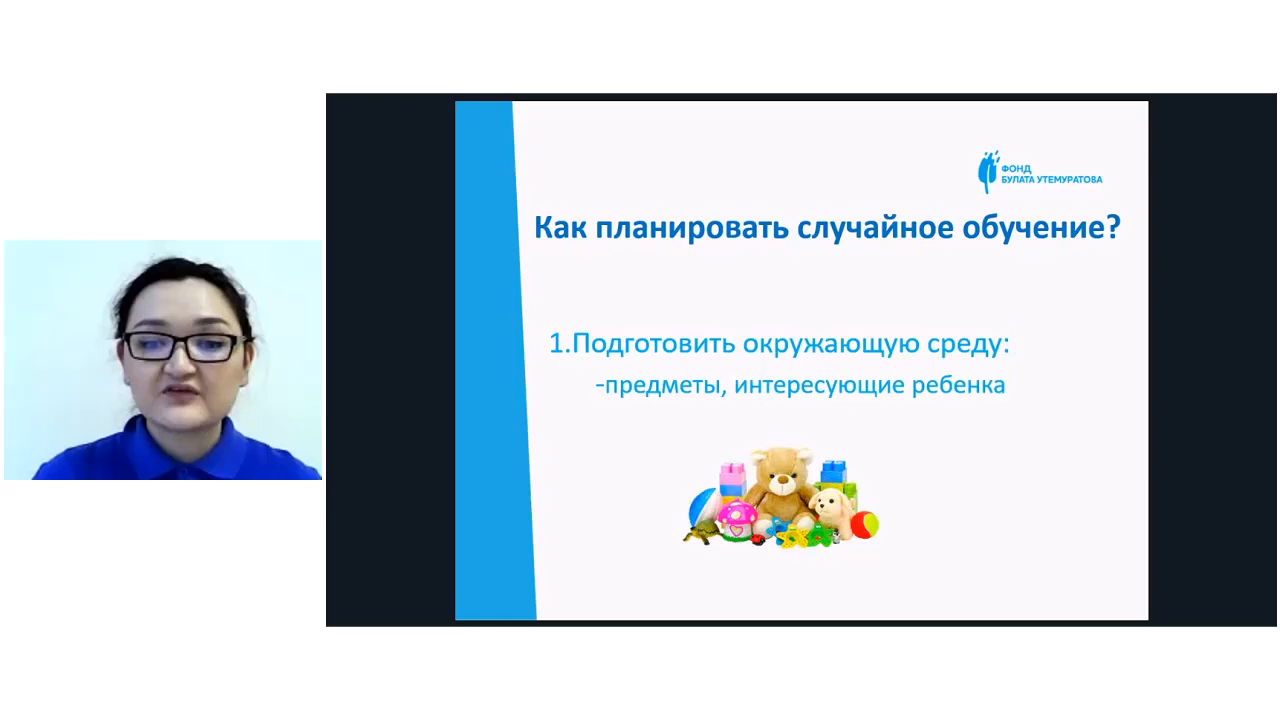 ФОНД
БУЛАТА УТЕМУРАТОВА
Как планировать случайное обучение?
1.Подготовить окружающую среду:
-предметы, интересующие ребенка